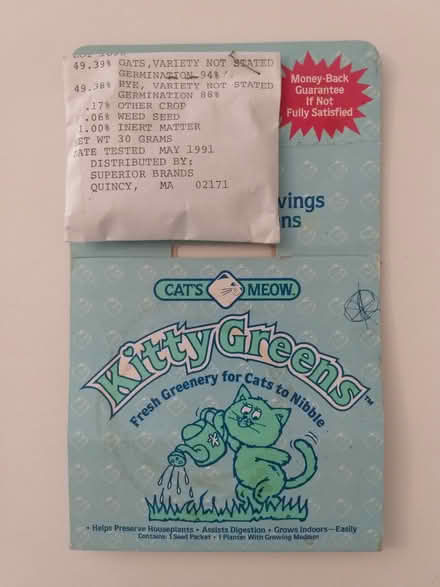 49.39% OATS, VARIETY NOT STATED
GERMINATION 94%
49.38% RYE, VARIETY NOT STATED
GERMINATION 88%
.17% OTHER CROP
.06% WEED SEED
1.00% INERT MATTER
ET WT 30 GRAMS
ATE TESTED MAY 1991
DISTRIBUTED BY:
SUPERIOR BRANDS
QUINCY, MA 02171
Money-Back
Guarantee
If Not
Fully Satisfied
vings
ns
CAT'S MEOW.
Kitty Greens™
Fresh Greenery for Cats to Nibble
• Helps Preserve Houseplants • Assists Digestion • Grows Indoors—Easily
Contains: 1 Seed Packet • 1 Planter With Growing Medium